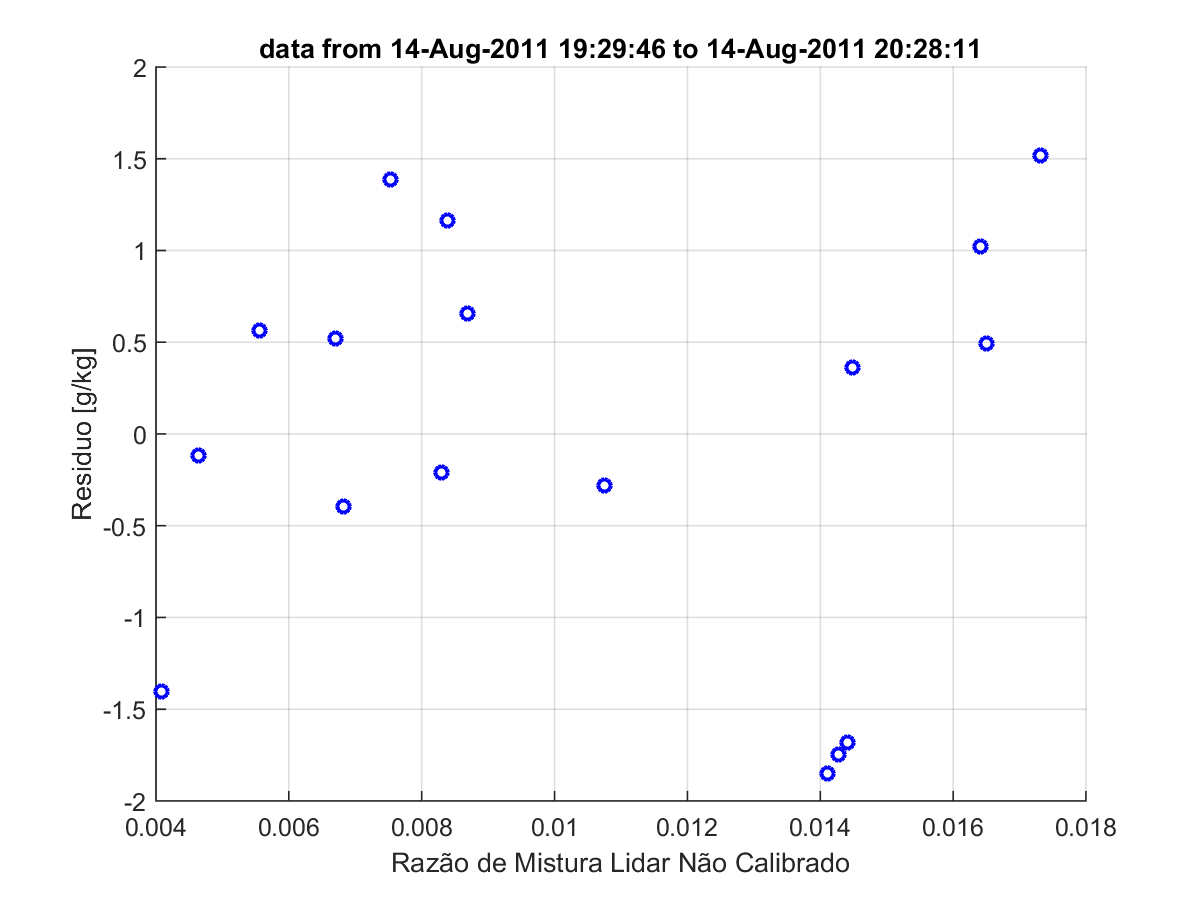 data from 14-Aug-2011 19:29:46 to 14-Aug-2011 20:28:11
2
1.5
1
0.5
0
-0.5
-1
-1.5
-2
Residuo [g/kg]
0.004 0.006 0.008 0.01 0.012 0.014 0.016 0.018
Razão de Mistura Lidar Não Calibrado